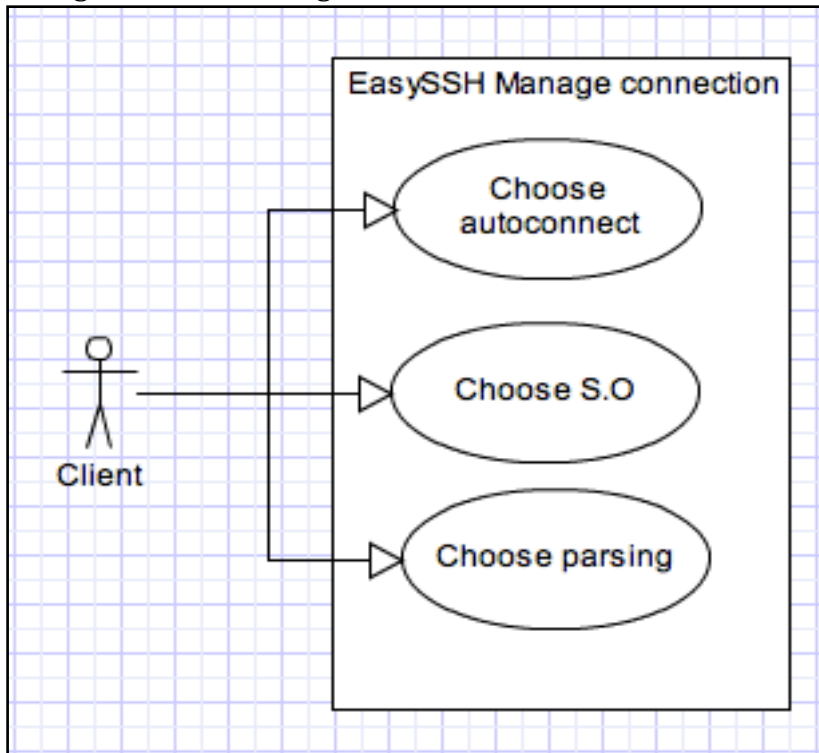 EasySSH Manage connection
Choose
autoconnect
Choose S.O
Client
Choose parsing